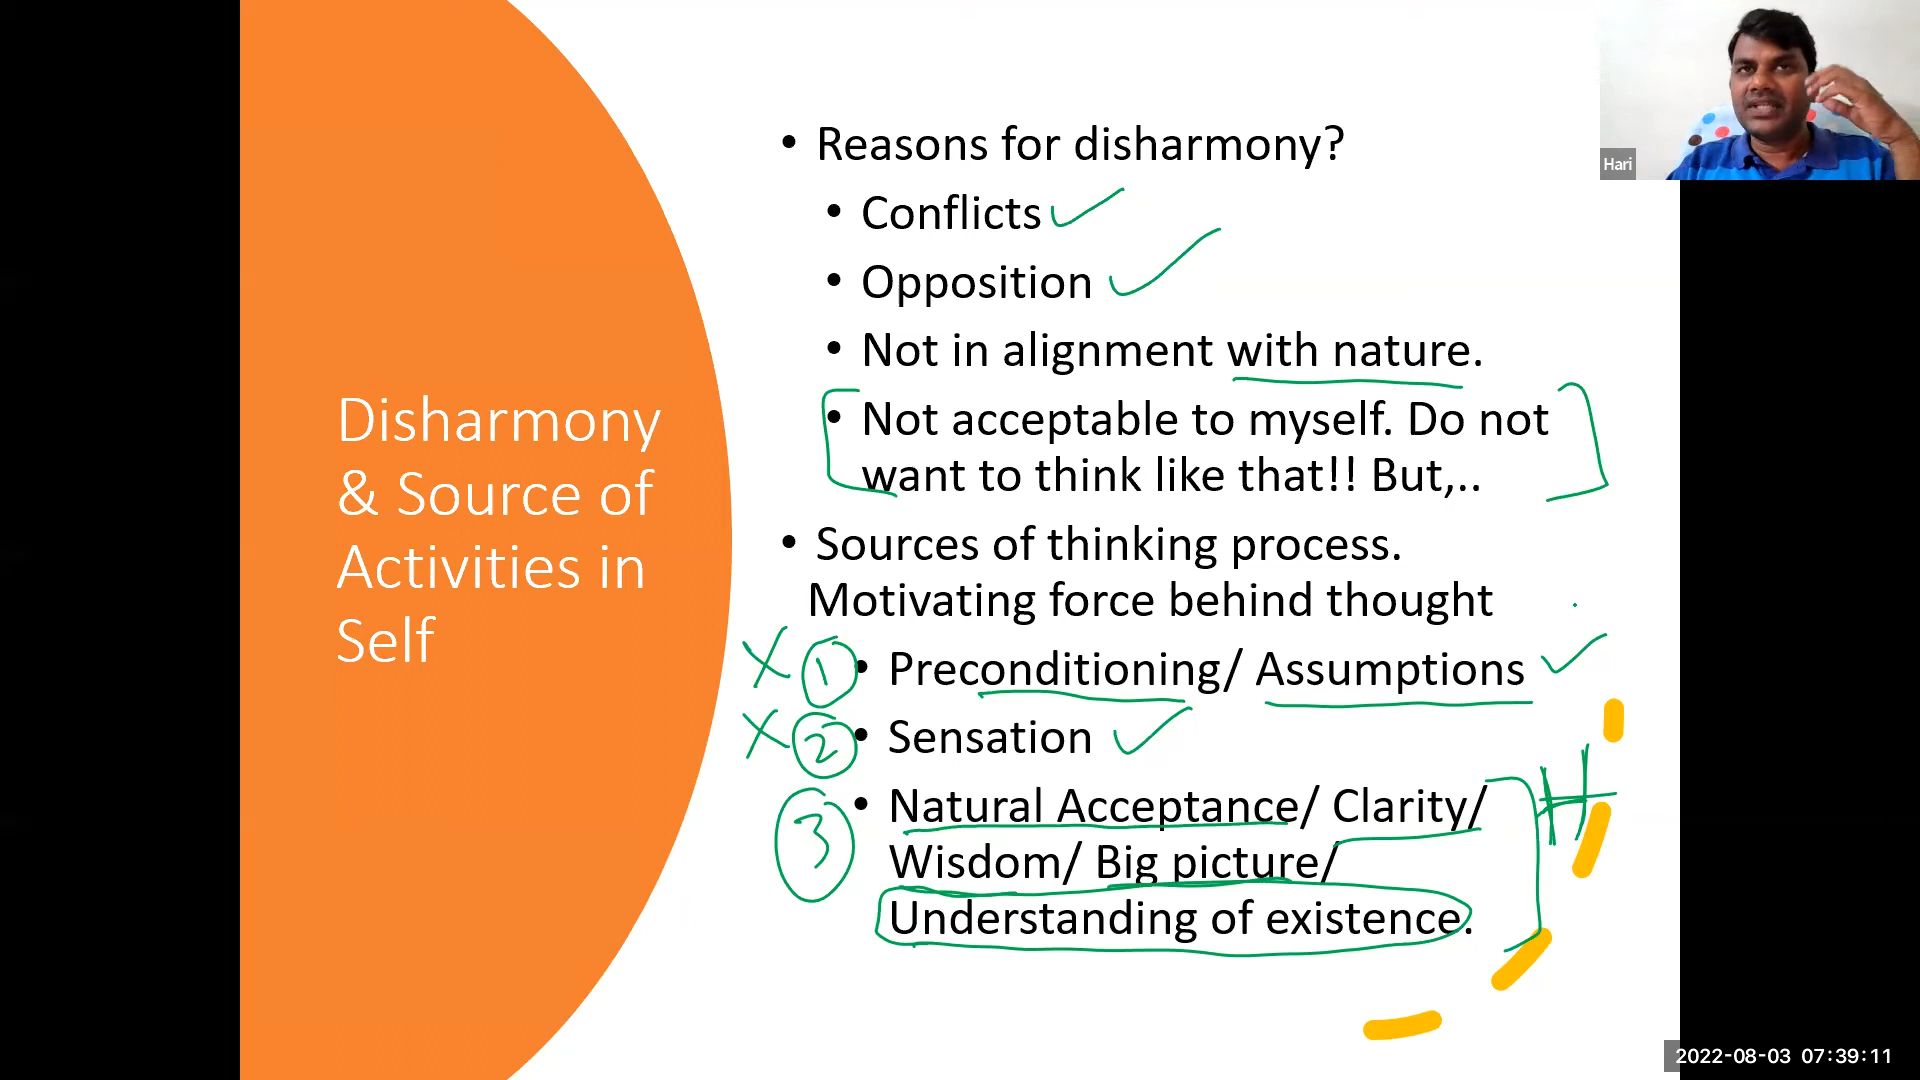 Disharmony
& Source of
Activities in
Self
• Reasons for disharmony?
• Conflicts
• Opposition
• Not in alignment with nature.
• Not acceptable to myself. Do not
want to think like that!! But,..
• Sources of thinking process.
Motivating force behind thought
X 1 • Preconditioning/ Assumptions
X 2 • Sensation
3 • Natural Acceptance/ Clarity/ H
Wisdom/ Big picture/
Understanding of existence.
Hari
2022-08-03 07:39:11